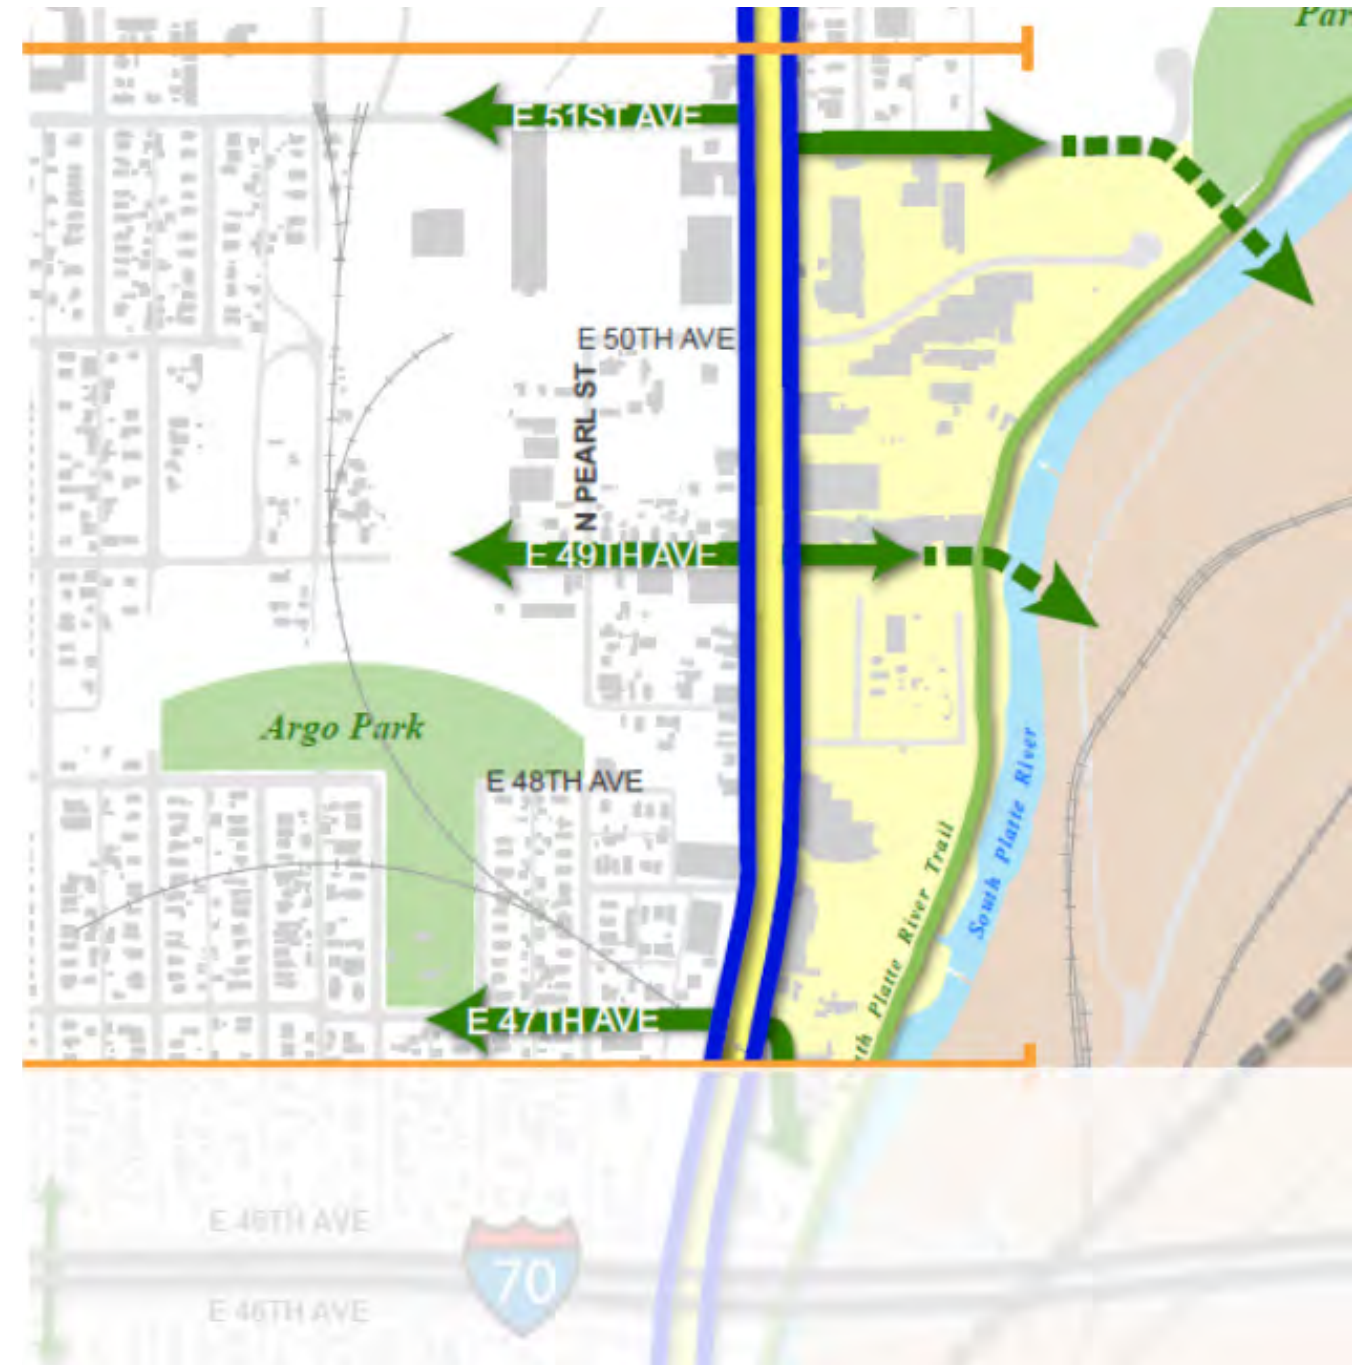 Par
E 51ST AVE
E 50TH AVE
N PEARL ST
E 49TH AVE
Argo Park
E 48TH AVE
South Platte River
th Platte River Trail
E 47TH AVE
E 46TH AVE
70
E 46TH AVE